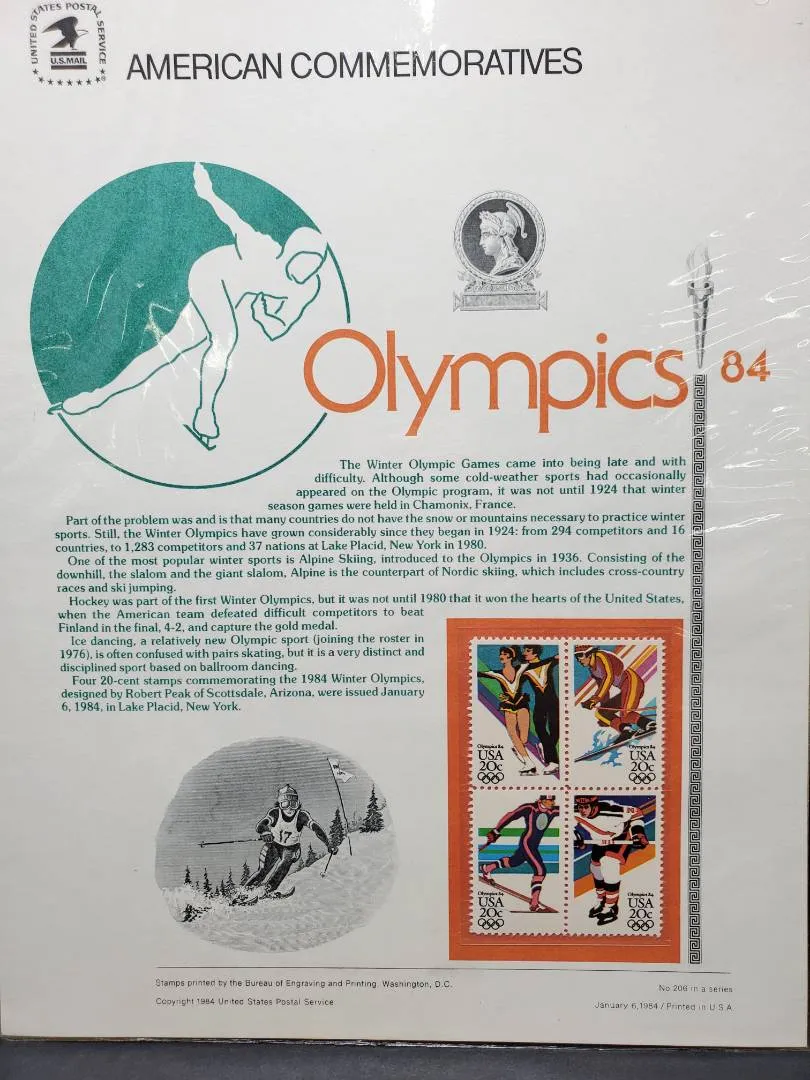 UNITED STATES POSTAL SERVICE
U.S.MAIL
AMERICAN COMMEMORATIVES
Olympics 84
The Winter Olympic Games came into being late and with
difficulty. Although some cold-weather sports had occasionally
appeared on the Olympic program, it was not until 1924 that winter
season games were held in Chamonix, France.
Part of the problem was and is that many countries do not have the snow or mountains necessary to practice winter
sports. Still, the Winter Olympics have grown considerably since they began in 1924: from 294 competitors and 16
countries, to 1,283 competitors and 37 nations at Lake Placid, New York in 1980.
One of the most popular winter sports is Alpine Skiing, introduced to the Olympics in 1936. Consisting of the
downhill, the slalom and the giant slalom, Alpine is the counterpart of Nordic skiing, which includes cross-country
races and ski jumping.
Hockey was part of the first Winter Olympics, but it was not until 1980 that it won the hearts of the United States,
when the American team defeated difficult competitors to beat
Finland in the final, 4-2, and capture the gold medal.
Ice dancing, a relatively new Olympic sport (joining the roster in
1976), is often confused with pairs skating, but it is a very distinct and
disciplined sport based on ballroom dancing.
Four 20-cent stamps commemorating the 1984 Winter Olympics,
designed by Robert Peak of Scottsdale, Arizona, were issued January
6, 1984, in Lake Placid, New York.
Olympics 84
USA
20c
Olympics 84
USA
20c
Olympics 84
USA
20c
Olympics 84
USA
20c
17
Stamps printed by the Bureau of Engraving and Printing, Washington, D.C.
Copyright 1984 United States Postal Service
No 206 in a series
January 6, 1984 / Printed in U.S.A.